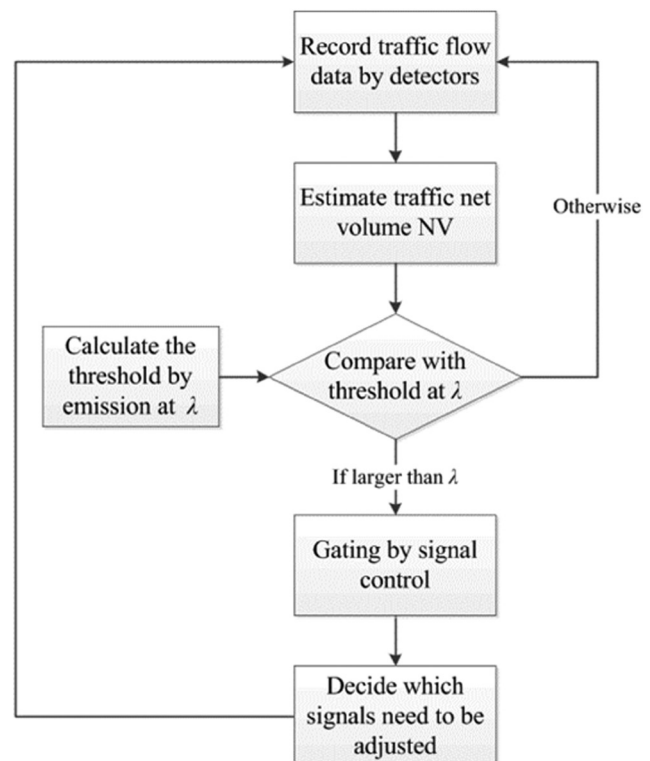 Record traffic flow
data by detectors
Estimate traffic net
volume NV
Otherwise
Calculate the
threshold by
emission at λ
Compare with
threshold at λ
If larger than λ
Gating by signal
control
Decide which
signals need to be
adjusted